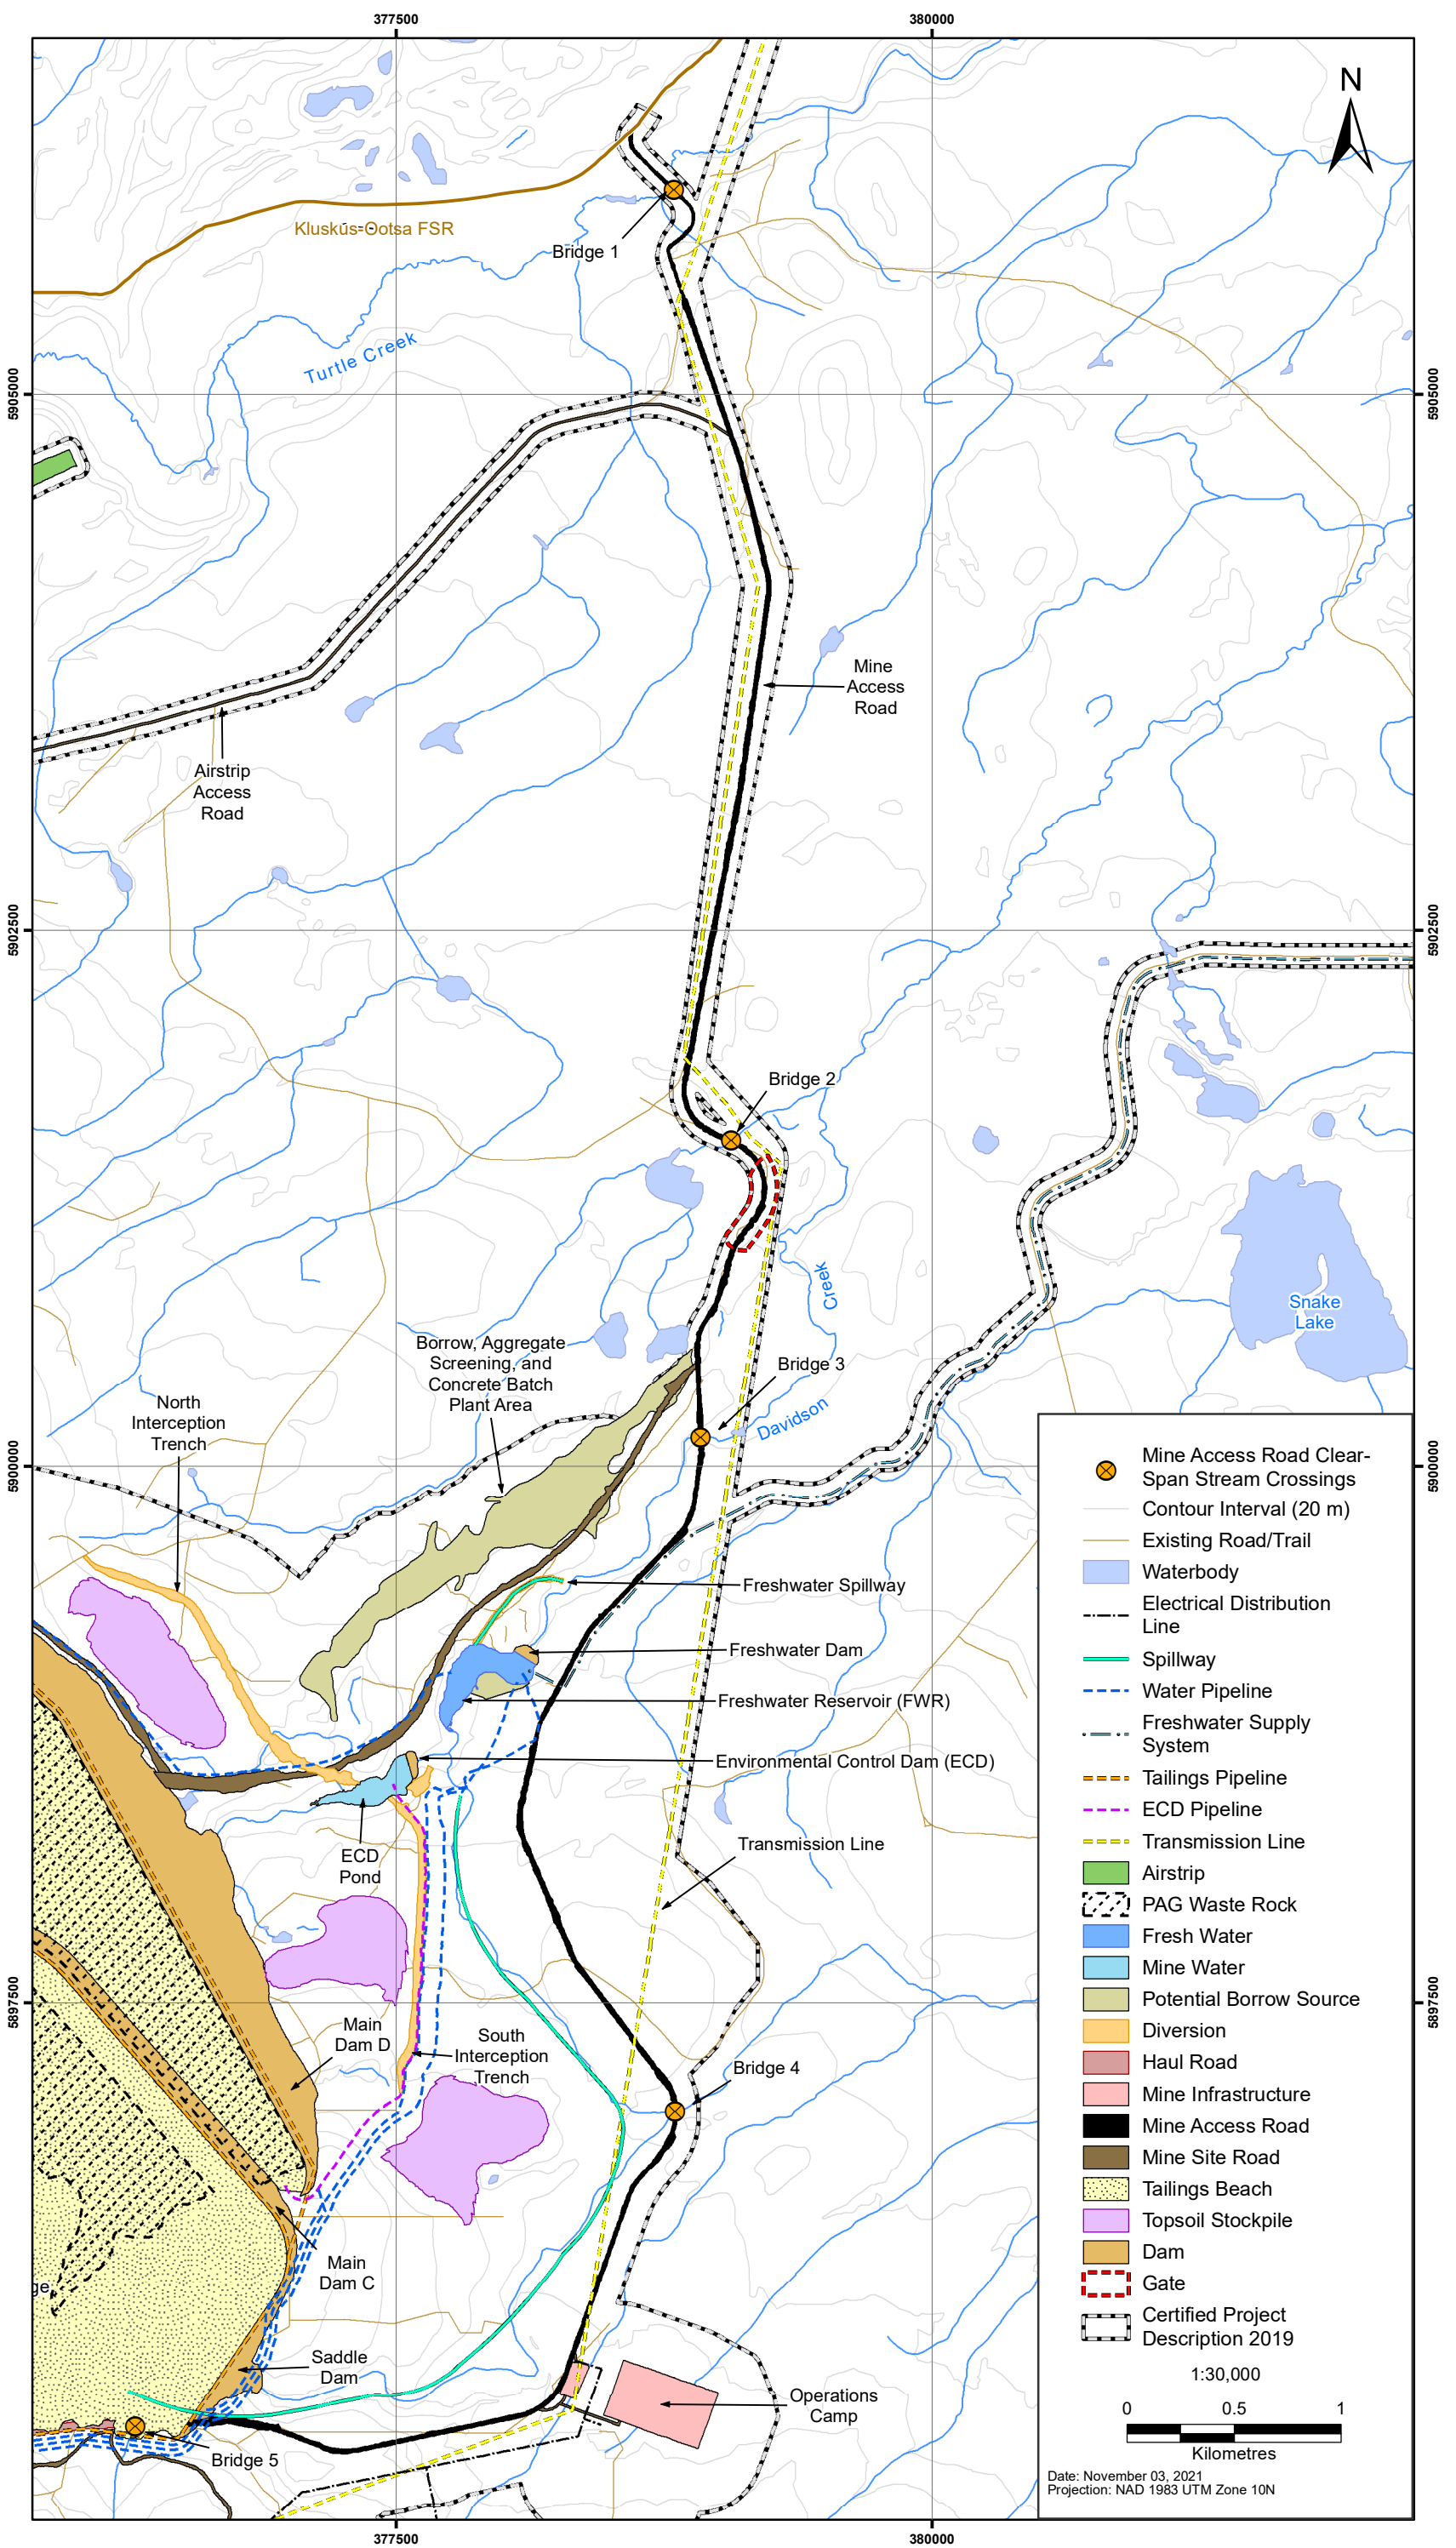 377500
380000
N
Kluskus-Ootsa FSR
Bridge 1
Turtle Creek
5905000
5905000
Mine
Access
Road
Airstrip
Access
Road
5902500
5902500
Bridge 2
Creek
Snake
Lake
Borrow, Aggregate
Screening, and
Concrete Batch
Plant Area
Bridge 3
North
Interception
Trench
Davidson
5900000
5900000
Freshwater Spillway
Freshwater Dam
Freshwater Reservoir (FWR)
Environmental Control Dam (ECD)
ECD
Pond
Transmission Line
5897500
5897500
Main
Dam D
South
Interception
Trench
Bridge 4
Main
Dam C
ge
Saddle
Dam
Operations
Camp
Bridge 5
Mine Access Road Clear-
Span Stream Crossings
Contour Interval (20 m)
Existing Road/Trail
Waterbody
Electrical Distribution
Line
Spillway
Water Pipeline
Freshwater Supply
System
Tailings Pipeline
ECD Pipeline
Transmission Line
Airstrip
PAG Waste Rock
Fresh Water
Mine Water
Potential Borrow Source
Diversion
Haul Road
Mine Infrastructure
Mine Access Road
Mine Site Road
Tailings Beach
Topsoil Stockpile
Dam
Gate
Certified Project
Description 2019
1:30,000
0 0.5 1
Kilometres
Date: November 03, 2021
Projection: NAD 1983 UTM Zone 10N
377500
380000